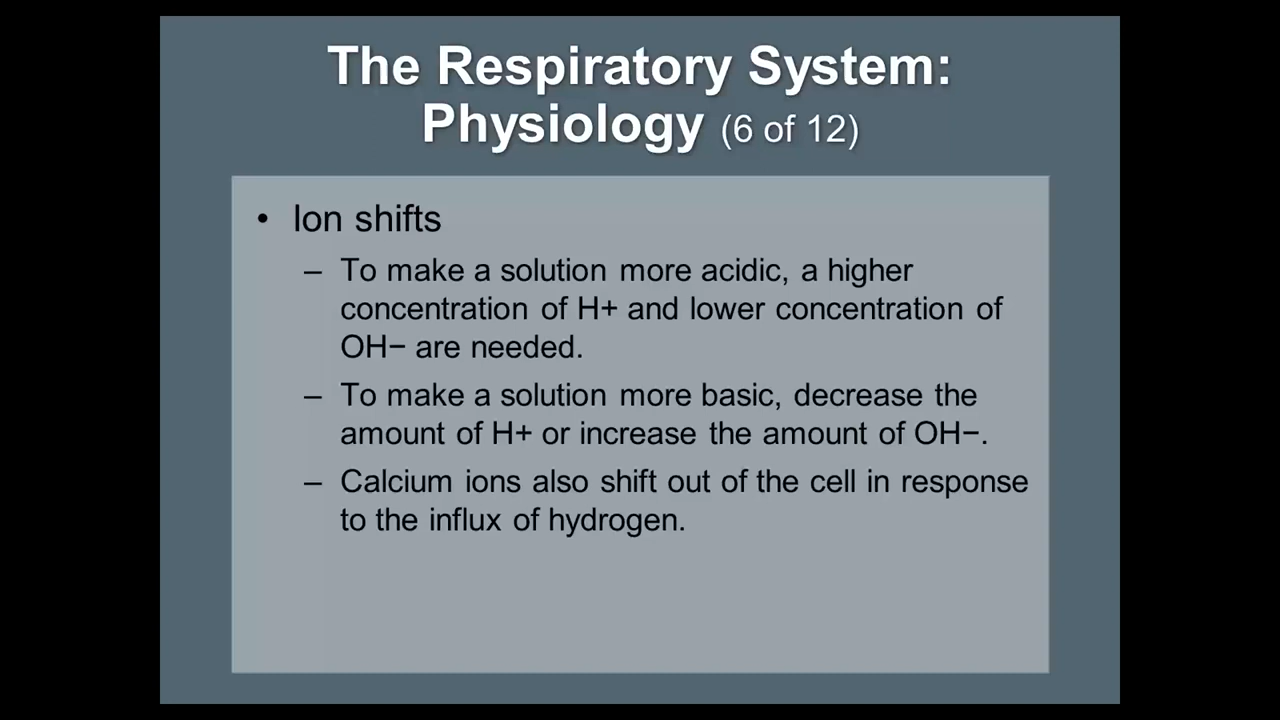 The Respiratory System:
Physiology (6 of 12)
• Ion shifts
– To make a solution more acidic, a higher
concentration of H+ and lower concentration of
OH− are needed.
– To make a solution more basic, decrease the
amount of H+ or increase the amount of OH−.
– Calcium ions also shift out of the cell in response
to the influx of hydrogen.